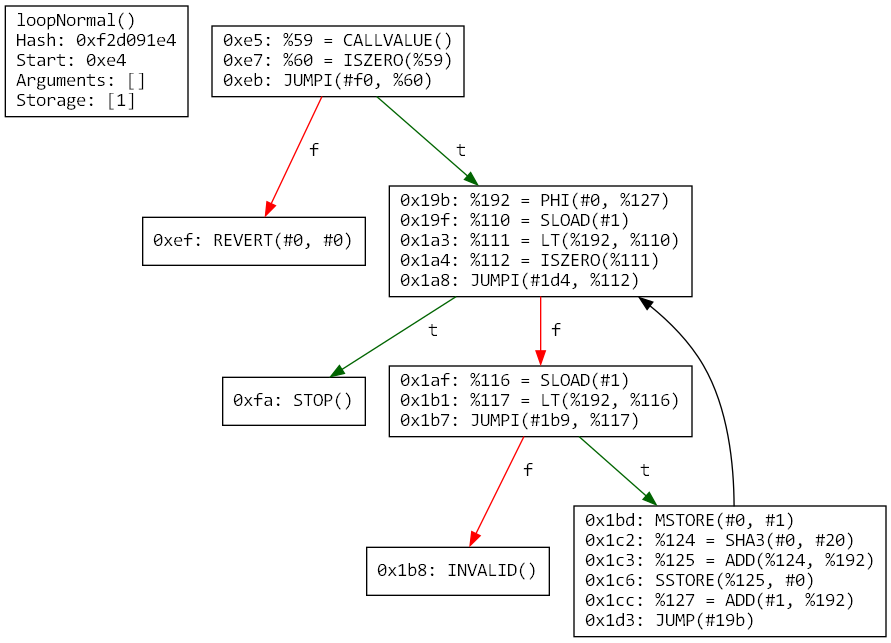 loopNormal()
Hash: 0xf2d091e4
Start: 0xe4
Arguments: []
Storage: [1]
0xe5: %59 = CALLVALUE()
0xe7: %60 = ISZERO(%59)
0xeb: JUMPI(#f0, %60)
f
t
0xef: REVERT(#0, #0)
0x19b: %192 = PHI(#0, %127)
0x19f: %110 = SLOAD(#1)
0x1a3: %111 = LT(%192, %110)
0x1a4: %112 = ISZERO(%111)
0x1a8: JUMPI(#1d4, %112)
t
f
0xfa: STOP()
0x1af: %116 = SLOAD(#1)
0x1b1: %117 = LT(%192, %116)
0x1b7: JUMPI(#1b9, %117)
f
t
0x1b8: INVALID()
0x1bd: MSTORE(#0, #1)
0x1c2: %124 = SHA3(#0, #20)
0x1c3: %125 = ADD(%124, %192)
0x1c6: SSTORE(%125, #0)
0x1cc: %127 = ADD(#1, %192)
0x1d3: JUMP(#19b)